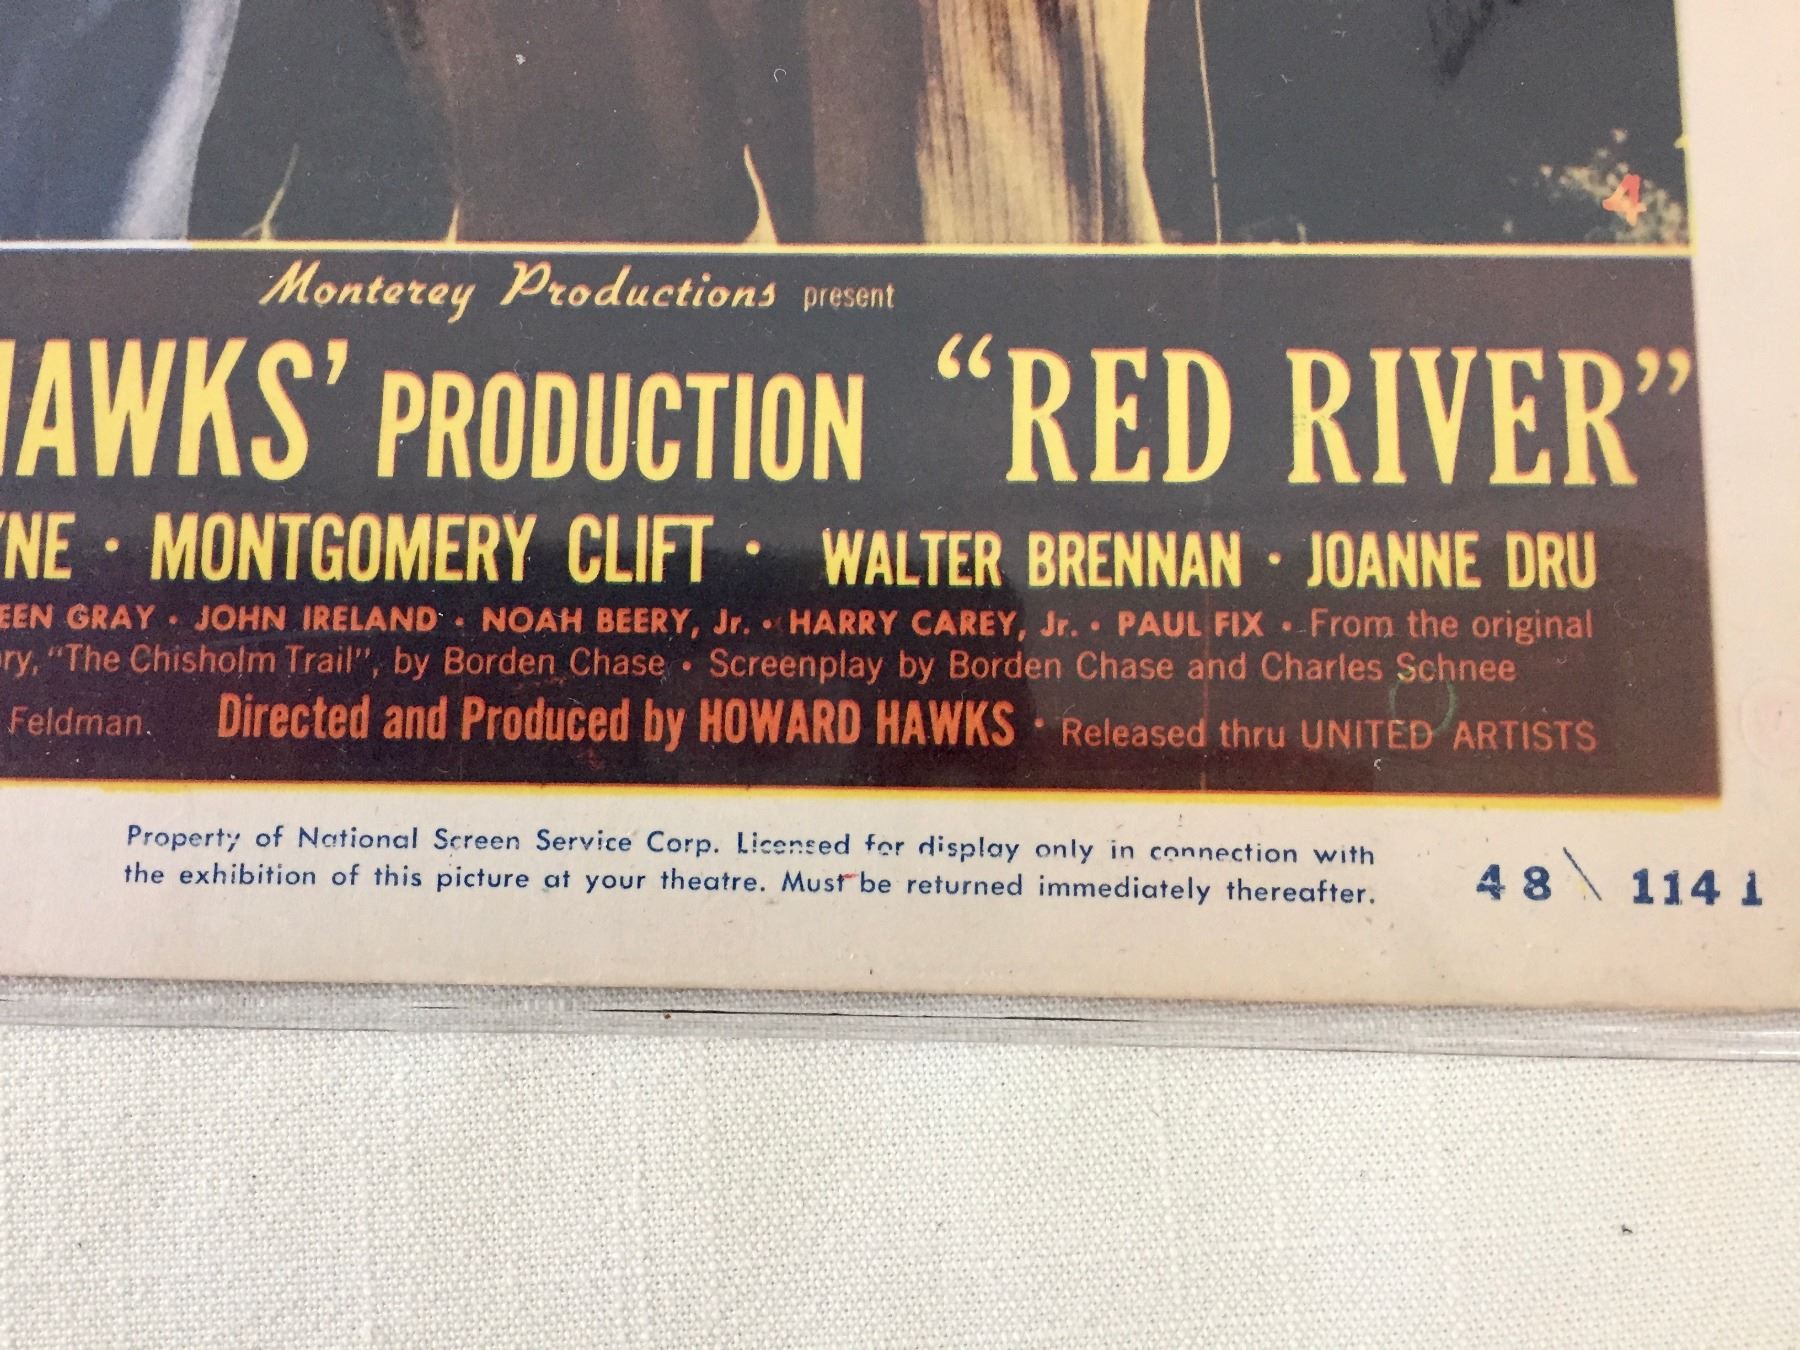 4
Monterey Productions present
HAWKS' PRODUCTION "RED RIVER"
YNE · MONTGOMERY CLIFT · WALTER BRENNAN · JOANNE DRU
EEN GRAY · JOHN IRELAND · NOAH BEERY, Jr. · HARRY CAREY, Jr. · PAUL FIX · From the original
ry, "The Chisholm Trail", by Borden Chase · Screenplay by Borden Chase and Charles Schnee
Feldman. Directed and Produced by HOWARD HAWKS · Released thru UNITED ARTISTS
Property of National Screen Service Corp. Licensed for display only in connection with
the exhibition of this picture at your theatre. Must be returned immediately thereafter.
48 \ 1141